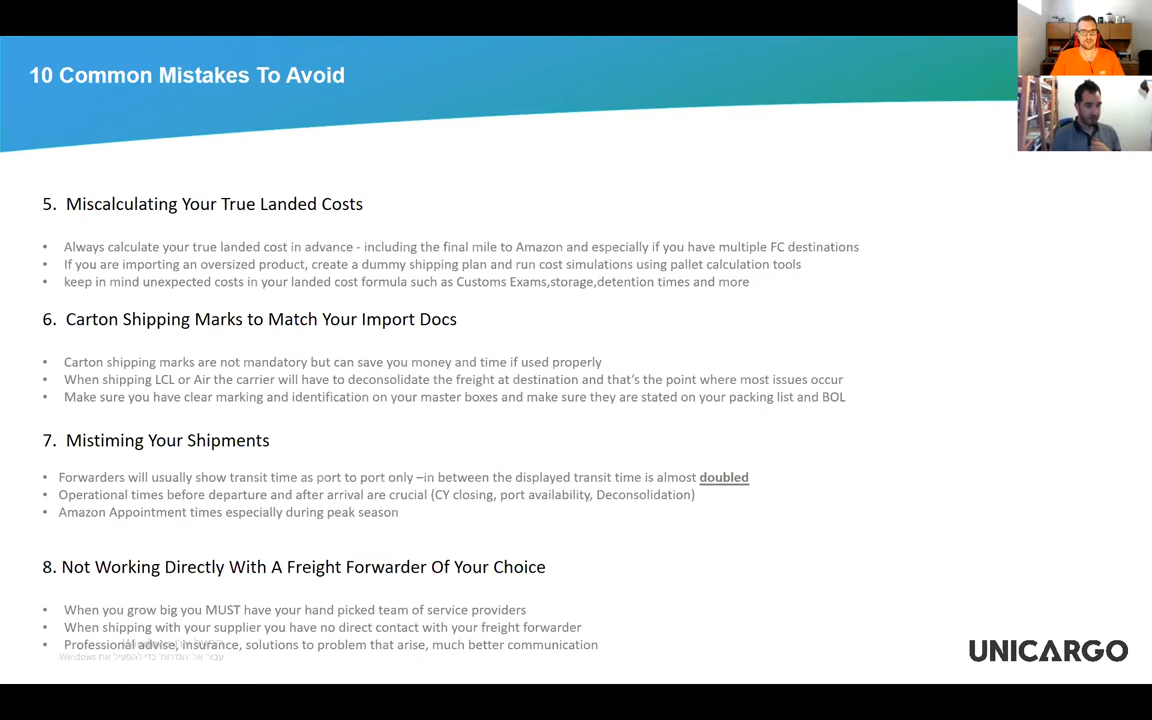 10 Common Mistakes To Avoid
5. Miscalculating Your True Landed Costs
• Always calculate your true landed cost in advance - including the final mile to Amazon and especially if you have multiple FC destinations
• If you are importing an oversized product, create a dummy shipping plan and run cost simulations using pallet calculation tools
• keep in mind unexpected costs in your landed cost formula such as Customs Exams,storage,detention times and more
6. Carton Shipping Marks to Match Your Import Docs
• Carton shipping marks are not mandatory but can save you money and time if used properly
• When shipping LCL or Air the carrier will have to deconsolidate the freight at destination and that's the point where most issues occur
• Make sure you have clear marking and identification on your master boxes and make sure they are stated on your packing list and BOL
7. Mistiming Your Shipments
• Forwarders will usually show transit time as port to port only –in between the displayed transit time is almost doubled
• Operational times before departure and after arrival are crucial (CY closing, port availability, Deconsolidation)
• Amazon Appointment times especially during peak season
8. Not Working Directly With A Freight Forwarder Of Your Choice
• When you grow big you MUST have your hand picked team of service providers
• When shipping with your supplier you have no direct contact with your freight forwarder
• Professional advise, insurance, solutions to problem that arise, much better communication
עבור אל 'הגדרות' כדי להפעיל את Windows.
UNICARGO